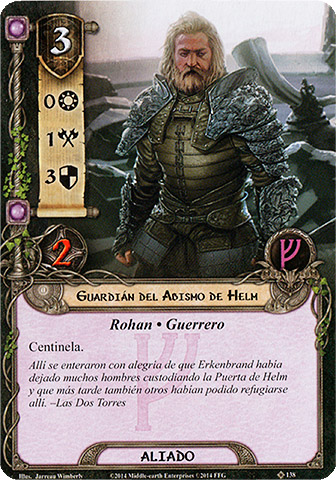 3
0
1
3
2
Guardián del Abismo de Helm
Rohan • Guerrero
Centinela.
Allí se enteraron con alegría de que Erkenbrand había
dejado muchos hombres custodiando la Puerta de Helm
y que más tarde también otros habían podido refugiarse
allí. –Las Dos Torres
ALIADO
Illus. Jarreau Wimberly
©2014 Middle-earth Enterprises ©2014 FFG
138